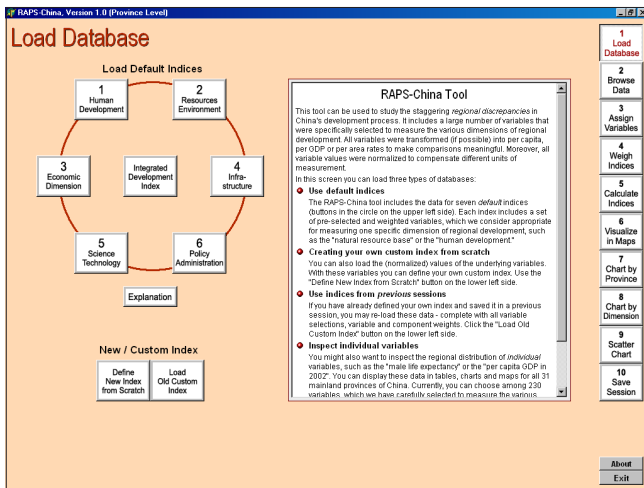 RAPS-China, Version 1.0 (Province Level)
Load Database
Load Default Indices
1
Human
Development
2
Resources
Environment
3
Economic
Dimension
Integrated
Development
Index
4
Infra-
structure
5
Science
Technology
6
Policy
Administration
Explanation
New / Custom Index
Define
New Index
from Scratch
Load
Old Custom
Index
RAPS-China Tool
This tool can be used to study the staggering regional discrepancies in
China's development process. It includes a large number of variables that
were specifically selected to measure the various dimensions of regional
development. All variables were transformed (if possible) into per capita,
per GDP or per area rates to make comparisons meaningful. Moreover, all
variable values were normalized to compensate different units of
measurement.
In this screen you can load three types of databases:
Use default indices
The RAPS-China tool includes the data for seven default indices
(buttons in the circle on the upper left side). Each index includes a set
of pre-selected and weighted variables, which we consider appropriate
for measuring one specific dimension of regional development, such
as the "natural resource base" or the "human development."
Creating your own custom index from scratch
You can also load the (normalized) values of the underlying variables.
With these variables you can define your own custom index. Use the
"Define New Index from Scratch" button on the lower left side.
Use indices from previous sessions
If you have already defined your own index and saved it in a previous
session, you may re-load these data - complete with all variable
selections, variable and component weights. Click the "Load Old
Custom Index" button on the lower left side.
Inspect individual variables
You might also want to inspect the regional distribution of individual
variables, such as the "male life expectancy" or the "per capita GDP in
2002". You can display these data in tables, charts and maps for all 31
mainland provinces of China. Currently, you can choose among 230
variables, which we have carefully selected to measure the various
1
Load
Database
2
Browse
Data
3
Assign
Variables
4
Weigh
Indices
5
Calculate
Indices
6
Visualize
in Maps
7
Chart by
Province
8
Chart by
Dimension
9
Scatter
Chart
10
Save
Session
About
Exit